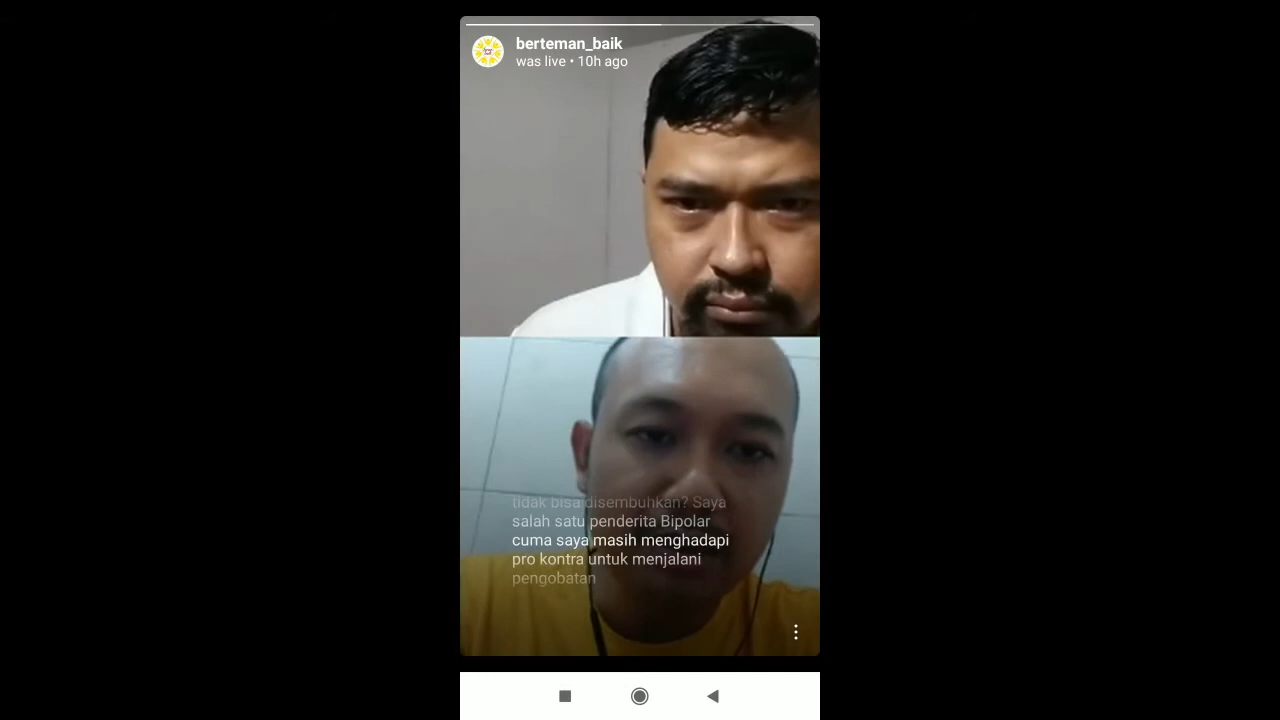 berteman_baik
was live • 10h ago
tidak bisa disembuhkan? Saya
salah satu penderita Bipolar
cuma saya masih menghadapi
pro kontra untuk menjalani
pengobatan